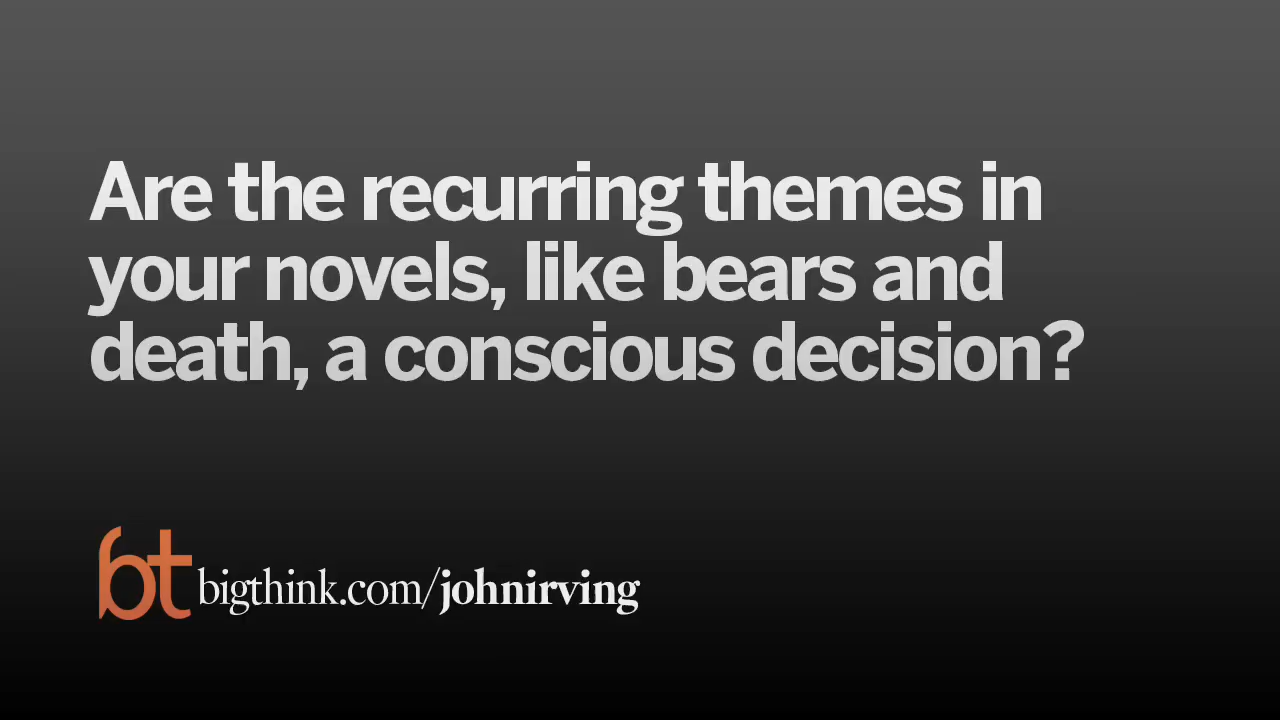 Are the recurring themes in
your novels, like bears and
death, a conscious decision?
bt bigthink.com/johnirving